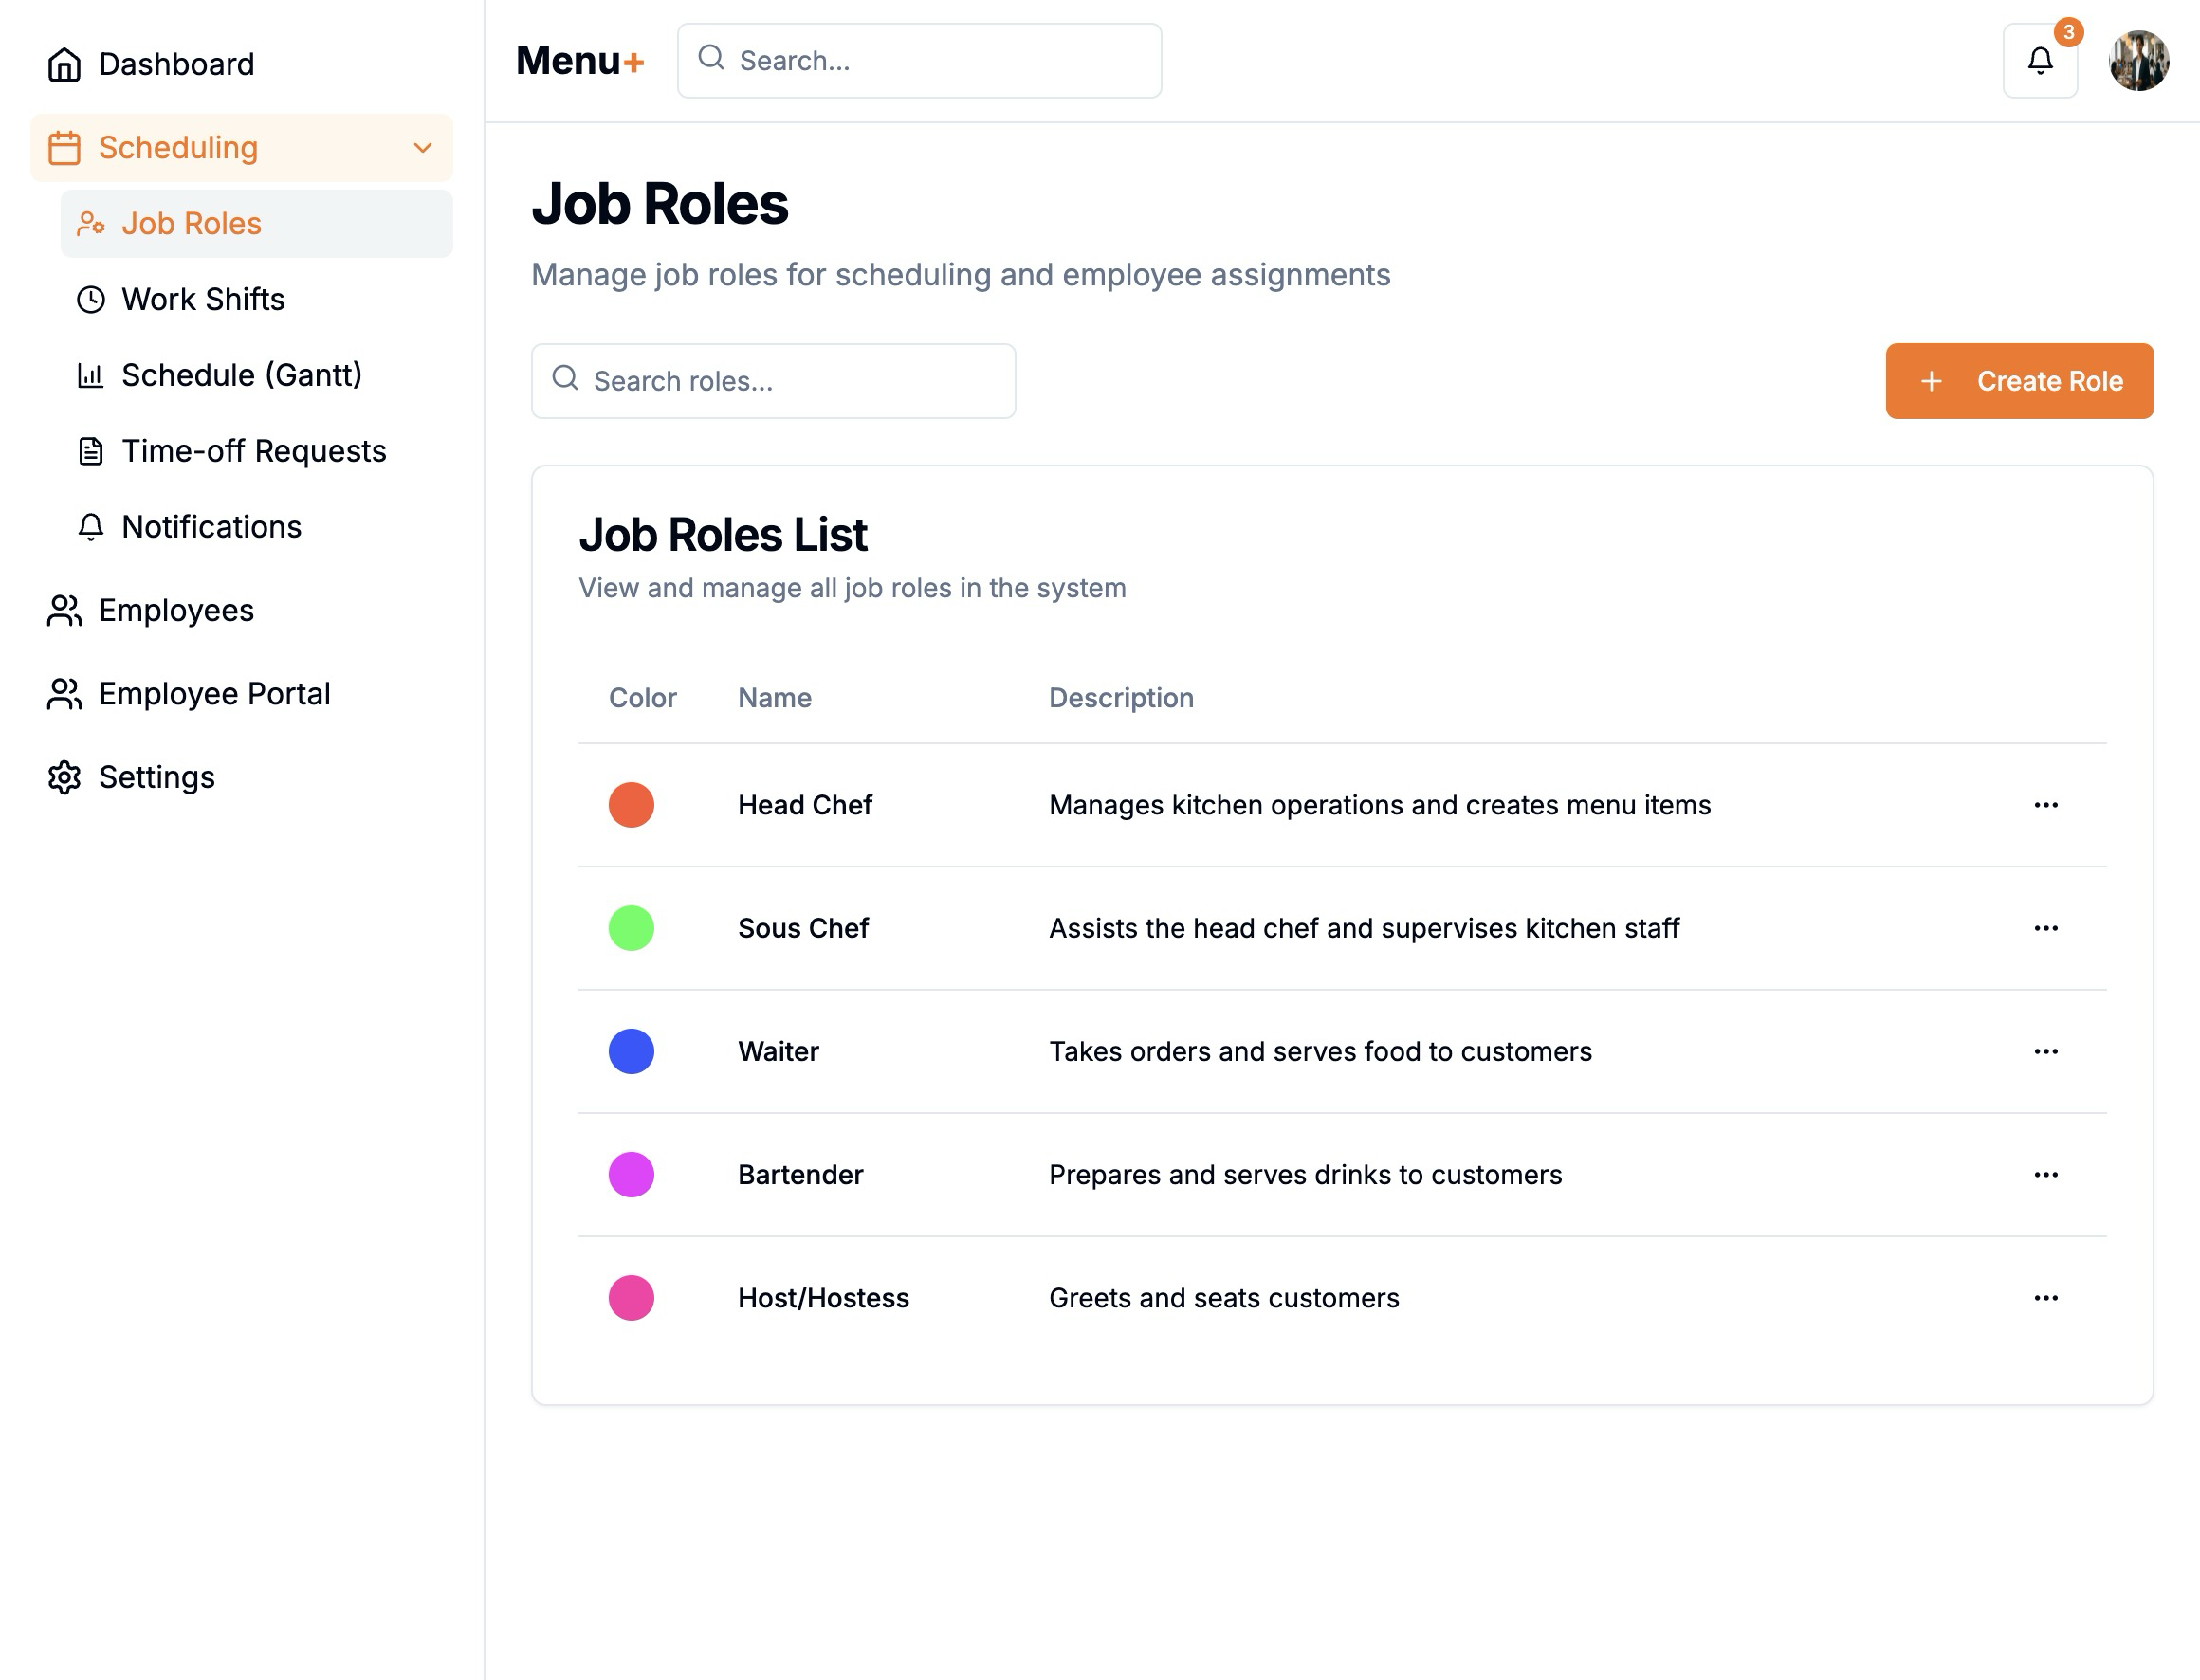 Dashboard
Scheduling
Job Roles
Work Shifts
Schedule (Gantt)
Time-off Requests
Notifications
Employees
Employee Portal
Settings
Menu+
Search...
3
Job Roles
Manage job roles for scheduling and employee assignments
Search roles...
Create Role
Job Roles List
View and manage all job roles in the system
Color Name Description
Head Chef Manages kitchen operations and creates menu items
Sous Chef Assists the head chef and supervises kitchen staff
Waiter Takes orders and serves food to customers
Bartender Prepares and serves drinks to customers
Host/Hostess Greets and seats customers